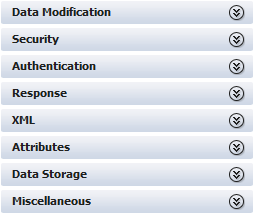 Data Modification
Security
Authentication
Response
XML
Attributes
Data Storage
Miscellaneous